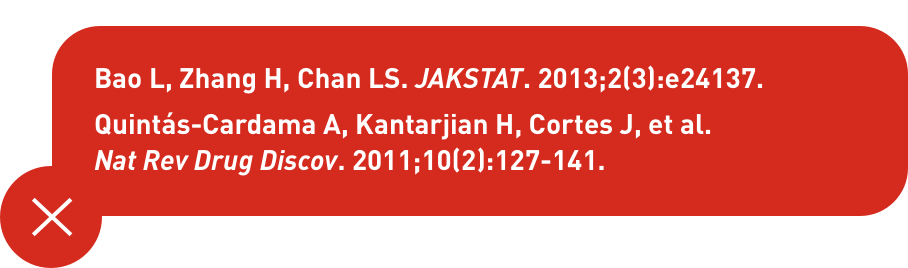 Bao L, Zhang H, Chan LS. JAKSTAT. 2013;2(3):e24137.
Quintás-Cardama A, Kantarjian H, Cortes J, et al.
Nat Rev Drug Discov. 2011;10(2):127-141.